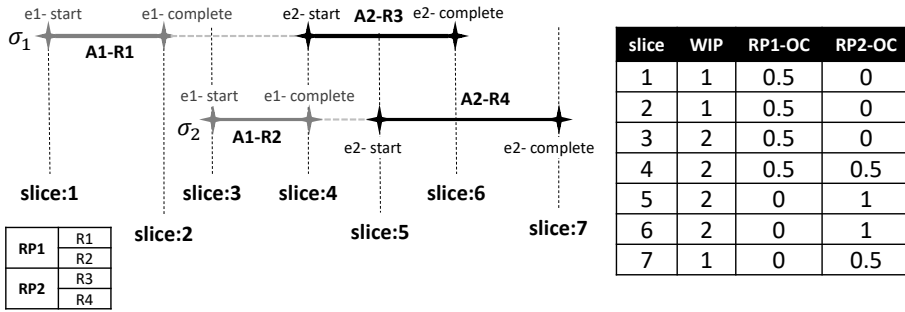 e1- start e1- complete e2- start A2-R3 e2- complete
σ1
A1-R1
e1- start e1- complete A2-R4
σ2
A1-R2 e2- start e2- complete
slice:1 slice:3 slice:4 slice:6
slice:2 slice:5 slice:7
RP1 R1
R2
RP2 R3
R4
slice WIP RP1-OC RP2-OC
1 1 0.5 0
2 1 0.5 0
3 2 0.5 0
4 2 0.5 0.5
5 2 0 1
6 2 0 1
7 1 0 0.5